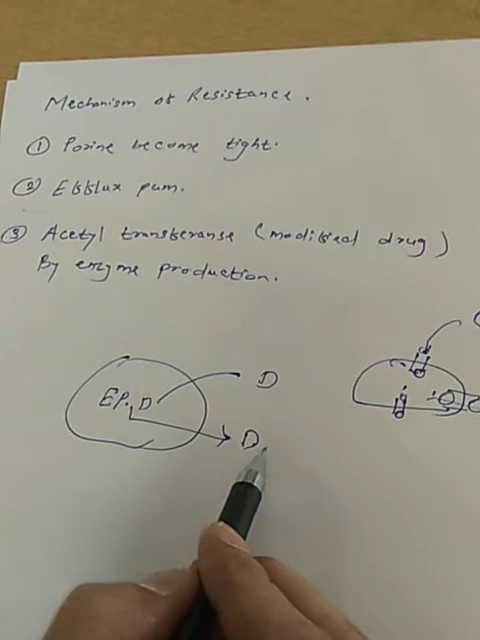 Mechanism of Resistance.
① Porine become tight.
② Efflux pum.
③ Acetyl transferanse (modified drug)
By enzyme production.
D
EP. D
D